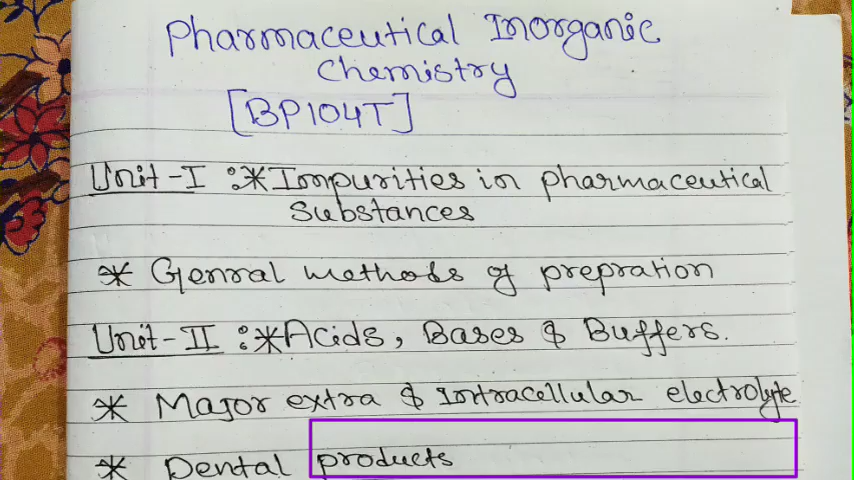 Pharmaceutical Inorganic
Chemistry
[BP104T]
Unit-I :* Impurities in pharmaceutical
Substances
* Genral methods of prepration
Unit-II :* Acids, Bases & Buffers.
* Major extra & Intracellular electrolyte
* Dental products